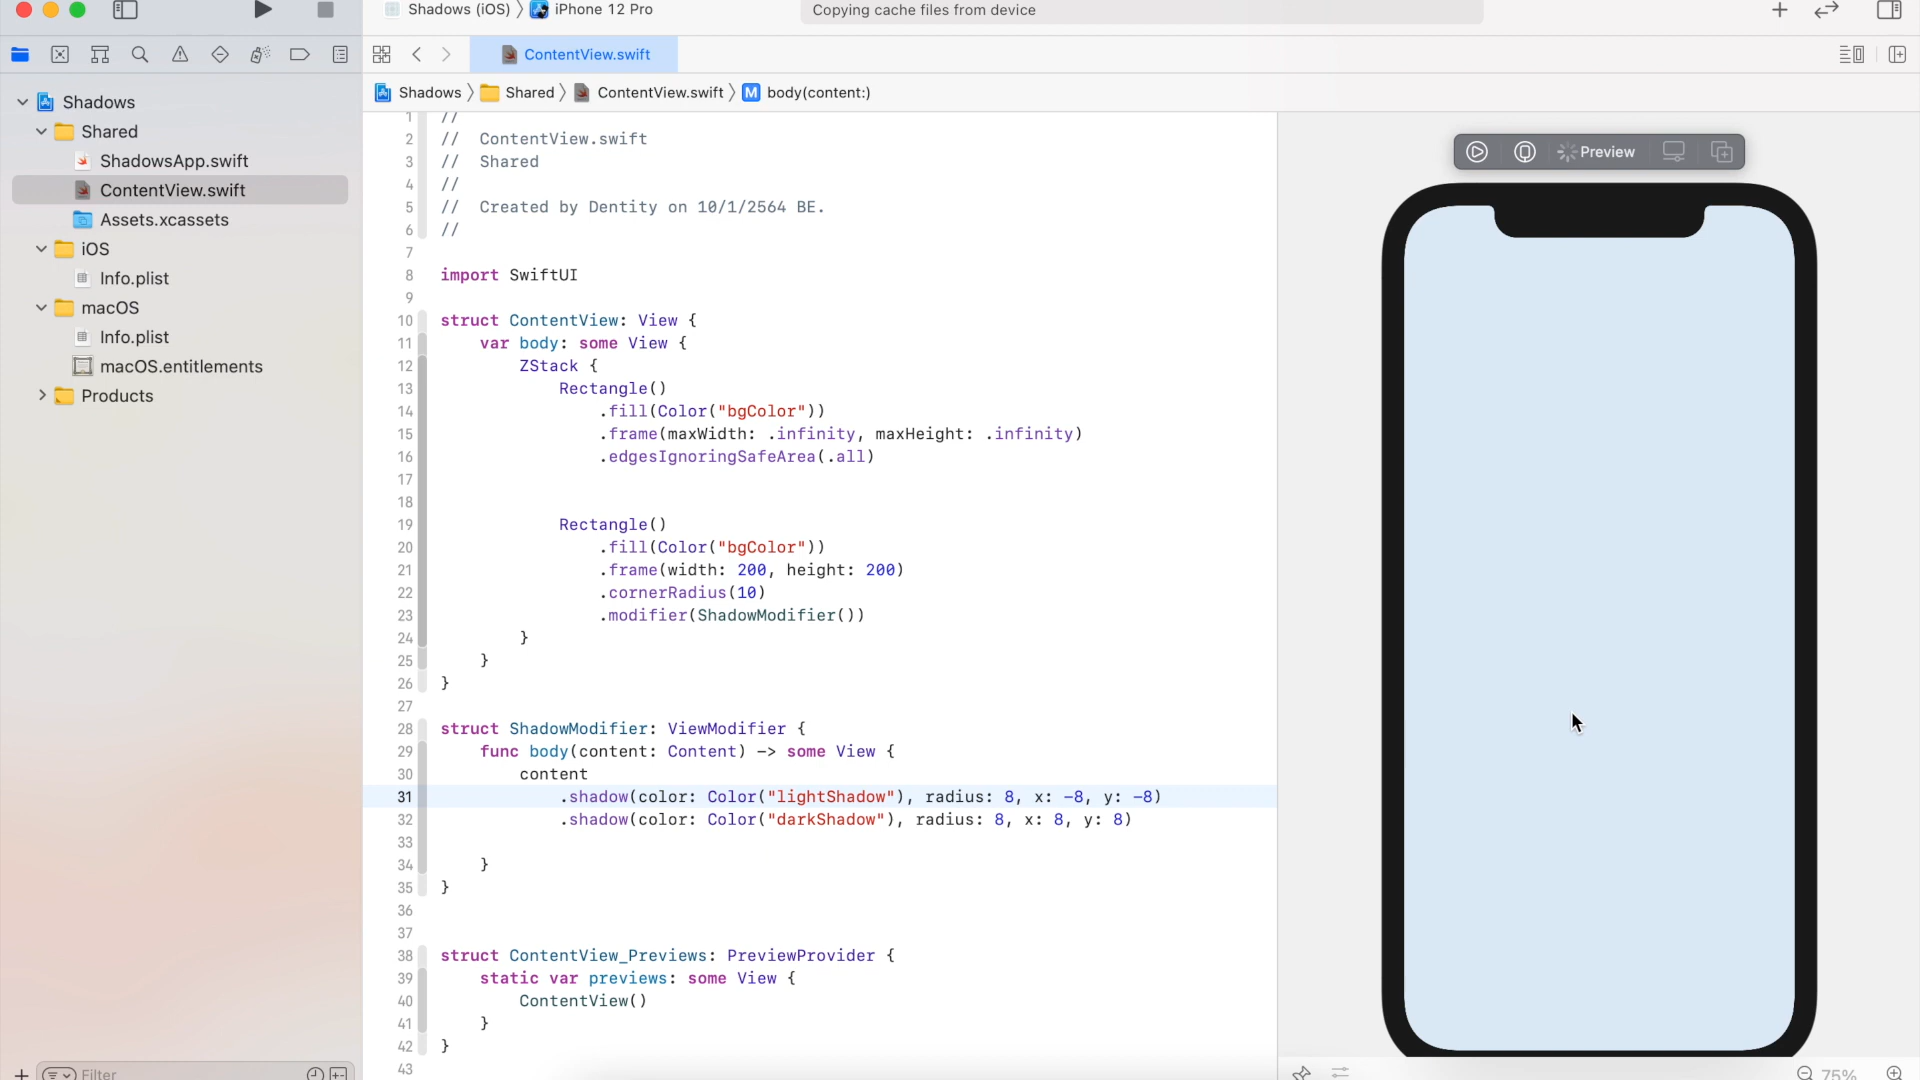 Shadows (iOS) 〉 iPhone 12 Pro
Copying cache files from device
ContentView.swift
Shadows 〉 Shared 〉 ContentView.swift 〉 M body(content:)
Shadows
Shared
ShadowsApp.swift
ContentView.swift
Assets.xcassets
iOS
Info.plist
macOS
Info.plist
macOS.entitlements
Products
Filter
1 //
2 //  ContentView.swift
3 //  Shared
4 //
5 //  Created by Dentity on 10/1/2564 BE.
6 //
7
8 import SwiftUI
9
10 struct ContentView: View {
11     var body: some View {
12         ZStack {
13             Rectangle()
14                 .fill(Color("bgColor"))
15                 .frame(maxWidth: .infinity, maxHeight: .infinity)
16                 .edgesIgnoringSafeArea(.all)
17
18
19             Rectangle()
20                 .fill(Color("bgColor"))
21                 .frame(width: 200, height: 200)
22                 .cornerRadius(10)
23                 .modifier(ShadowModifier())
24         }
25     }
26 }
27
28 struct ShadowModifier: ViewModifier {
29     func body(content: Content) -> some View {
30         content
31             .shadow(color: Color("lightShadow"), radius: 8, x: -8, y: -8)
32             .shadow(color: Color("darkShadow"), radius: 8, x: 8, y: 8)
33
34     }
35 }
36
37
38 struct ContentView_Previews: PreviewProvider {
39     static var previews: some View {
40         ContentView()
41     }
42 }
43
Preview
75%